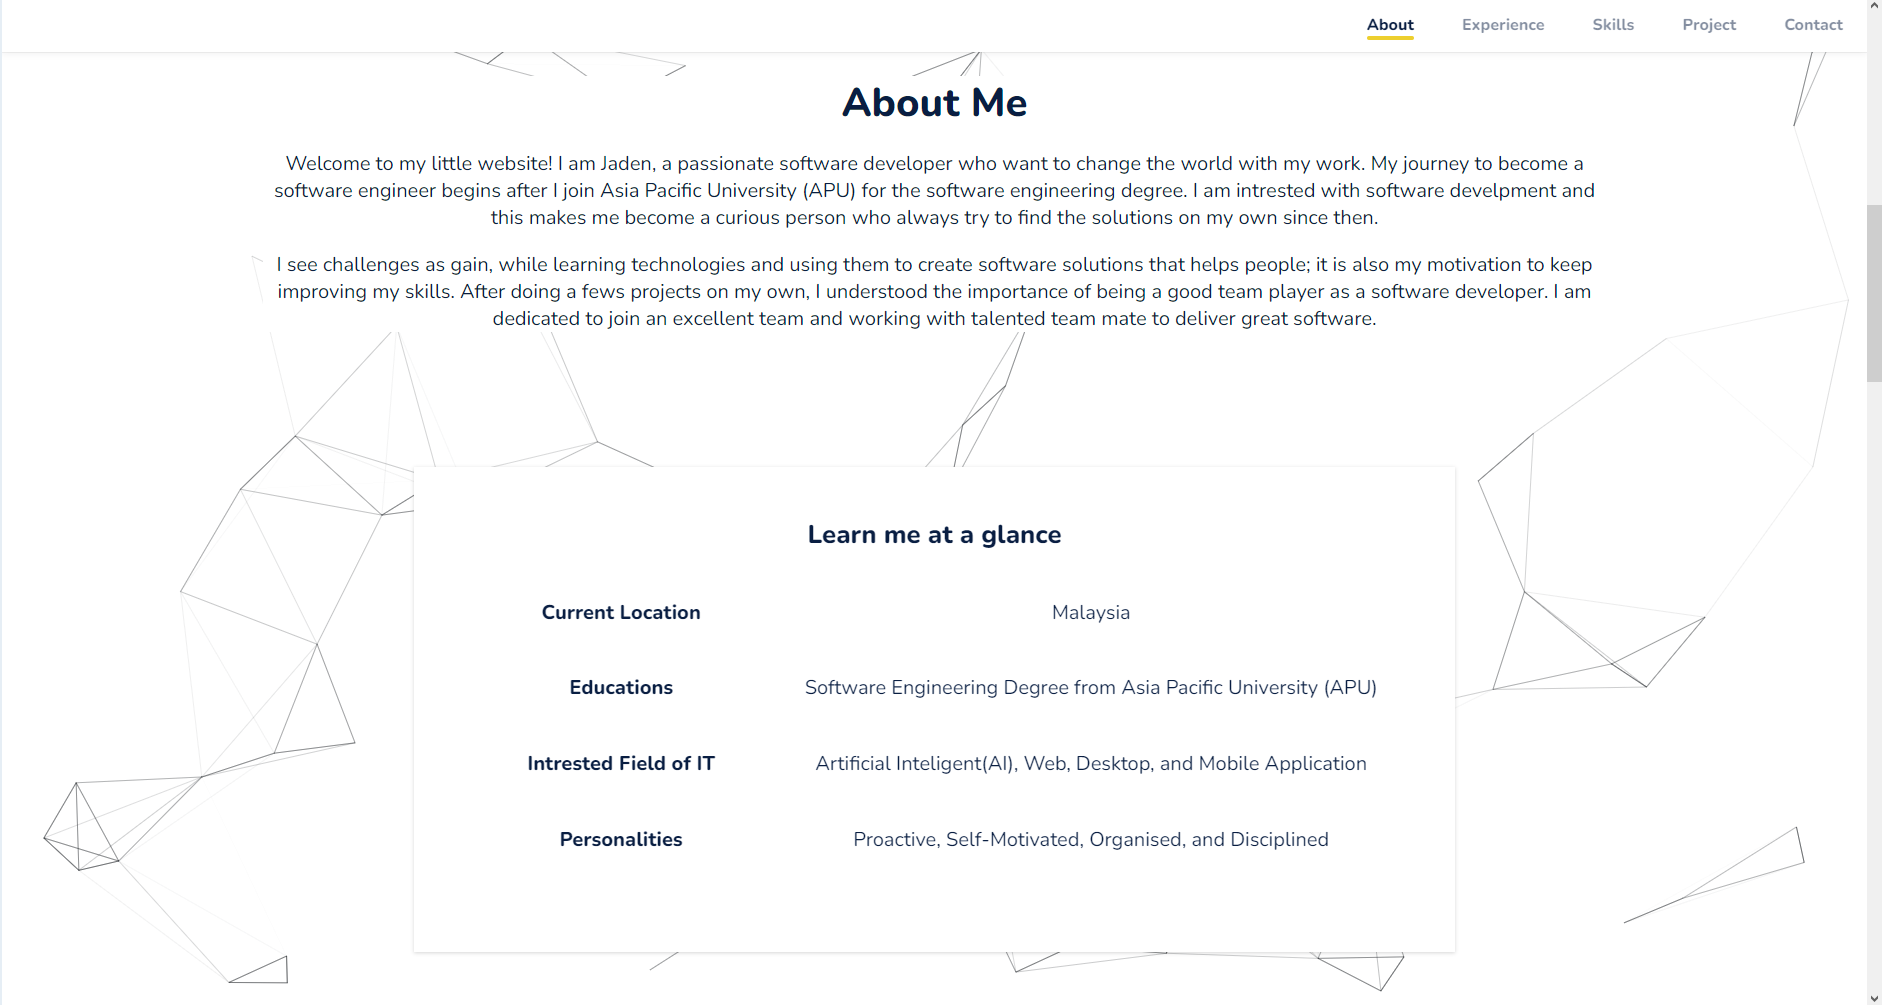 About Experience Skills Project Contact
About Me
Welcome to my little website! I am Jaden, a passionate software developer who want to change the world with my work. My journey to become a
software engineer begins after I join Asia Pacific University (APU) for the software engineering degree. I am intrested with software develpment and
this makes me become a curious person who always try to find the solutions on my own since then.
I see challenges as gain, while learning technologies and using them to create software solutions that helps people; it is also my motivation to keep
improving my skills. After doing a fews projects on my own, I understood the importance of being a good team player as a software developer. I am
dedicated to join an excellent team and working with talented team mate to deliver great software.
Learn me at a glance
Current Location Malaysia
Educations Software Engineering Degree from Asia Pacific University (APU)
Intrested Field of IT Artificial Inteligent(AI), Web, Desktop, and Mobile Application
Personalities Proactive, Self-Motivated, Organised, and Disciplined